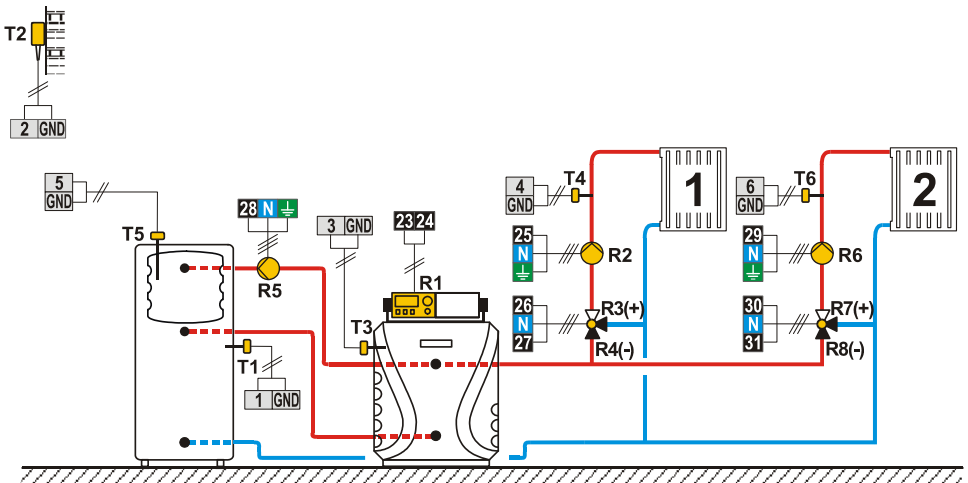 T2
2 GND
5
GND
T5
28 N
R5
3 GND
23 24
R1
T3
T1
1 GND
4
GND
T4
1
25
N
R2
26
N
27
R3(+)
R4(-)
6
GND
T6
2
29
N
R6
30
N
31
R7(+)
R8(-)